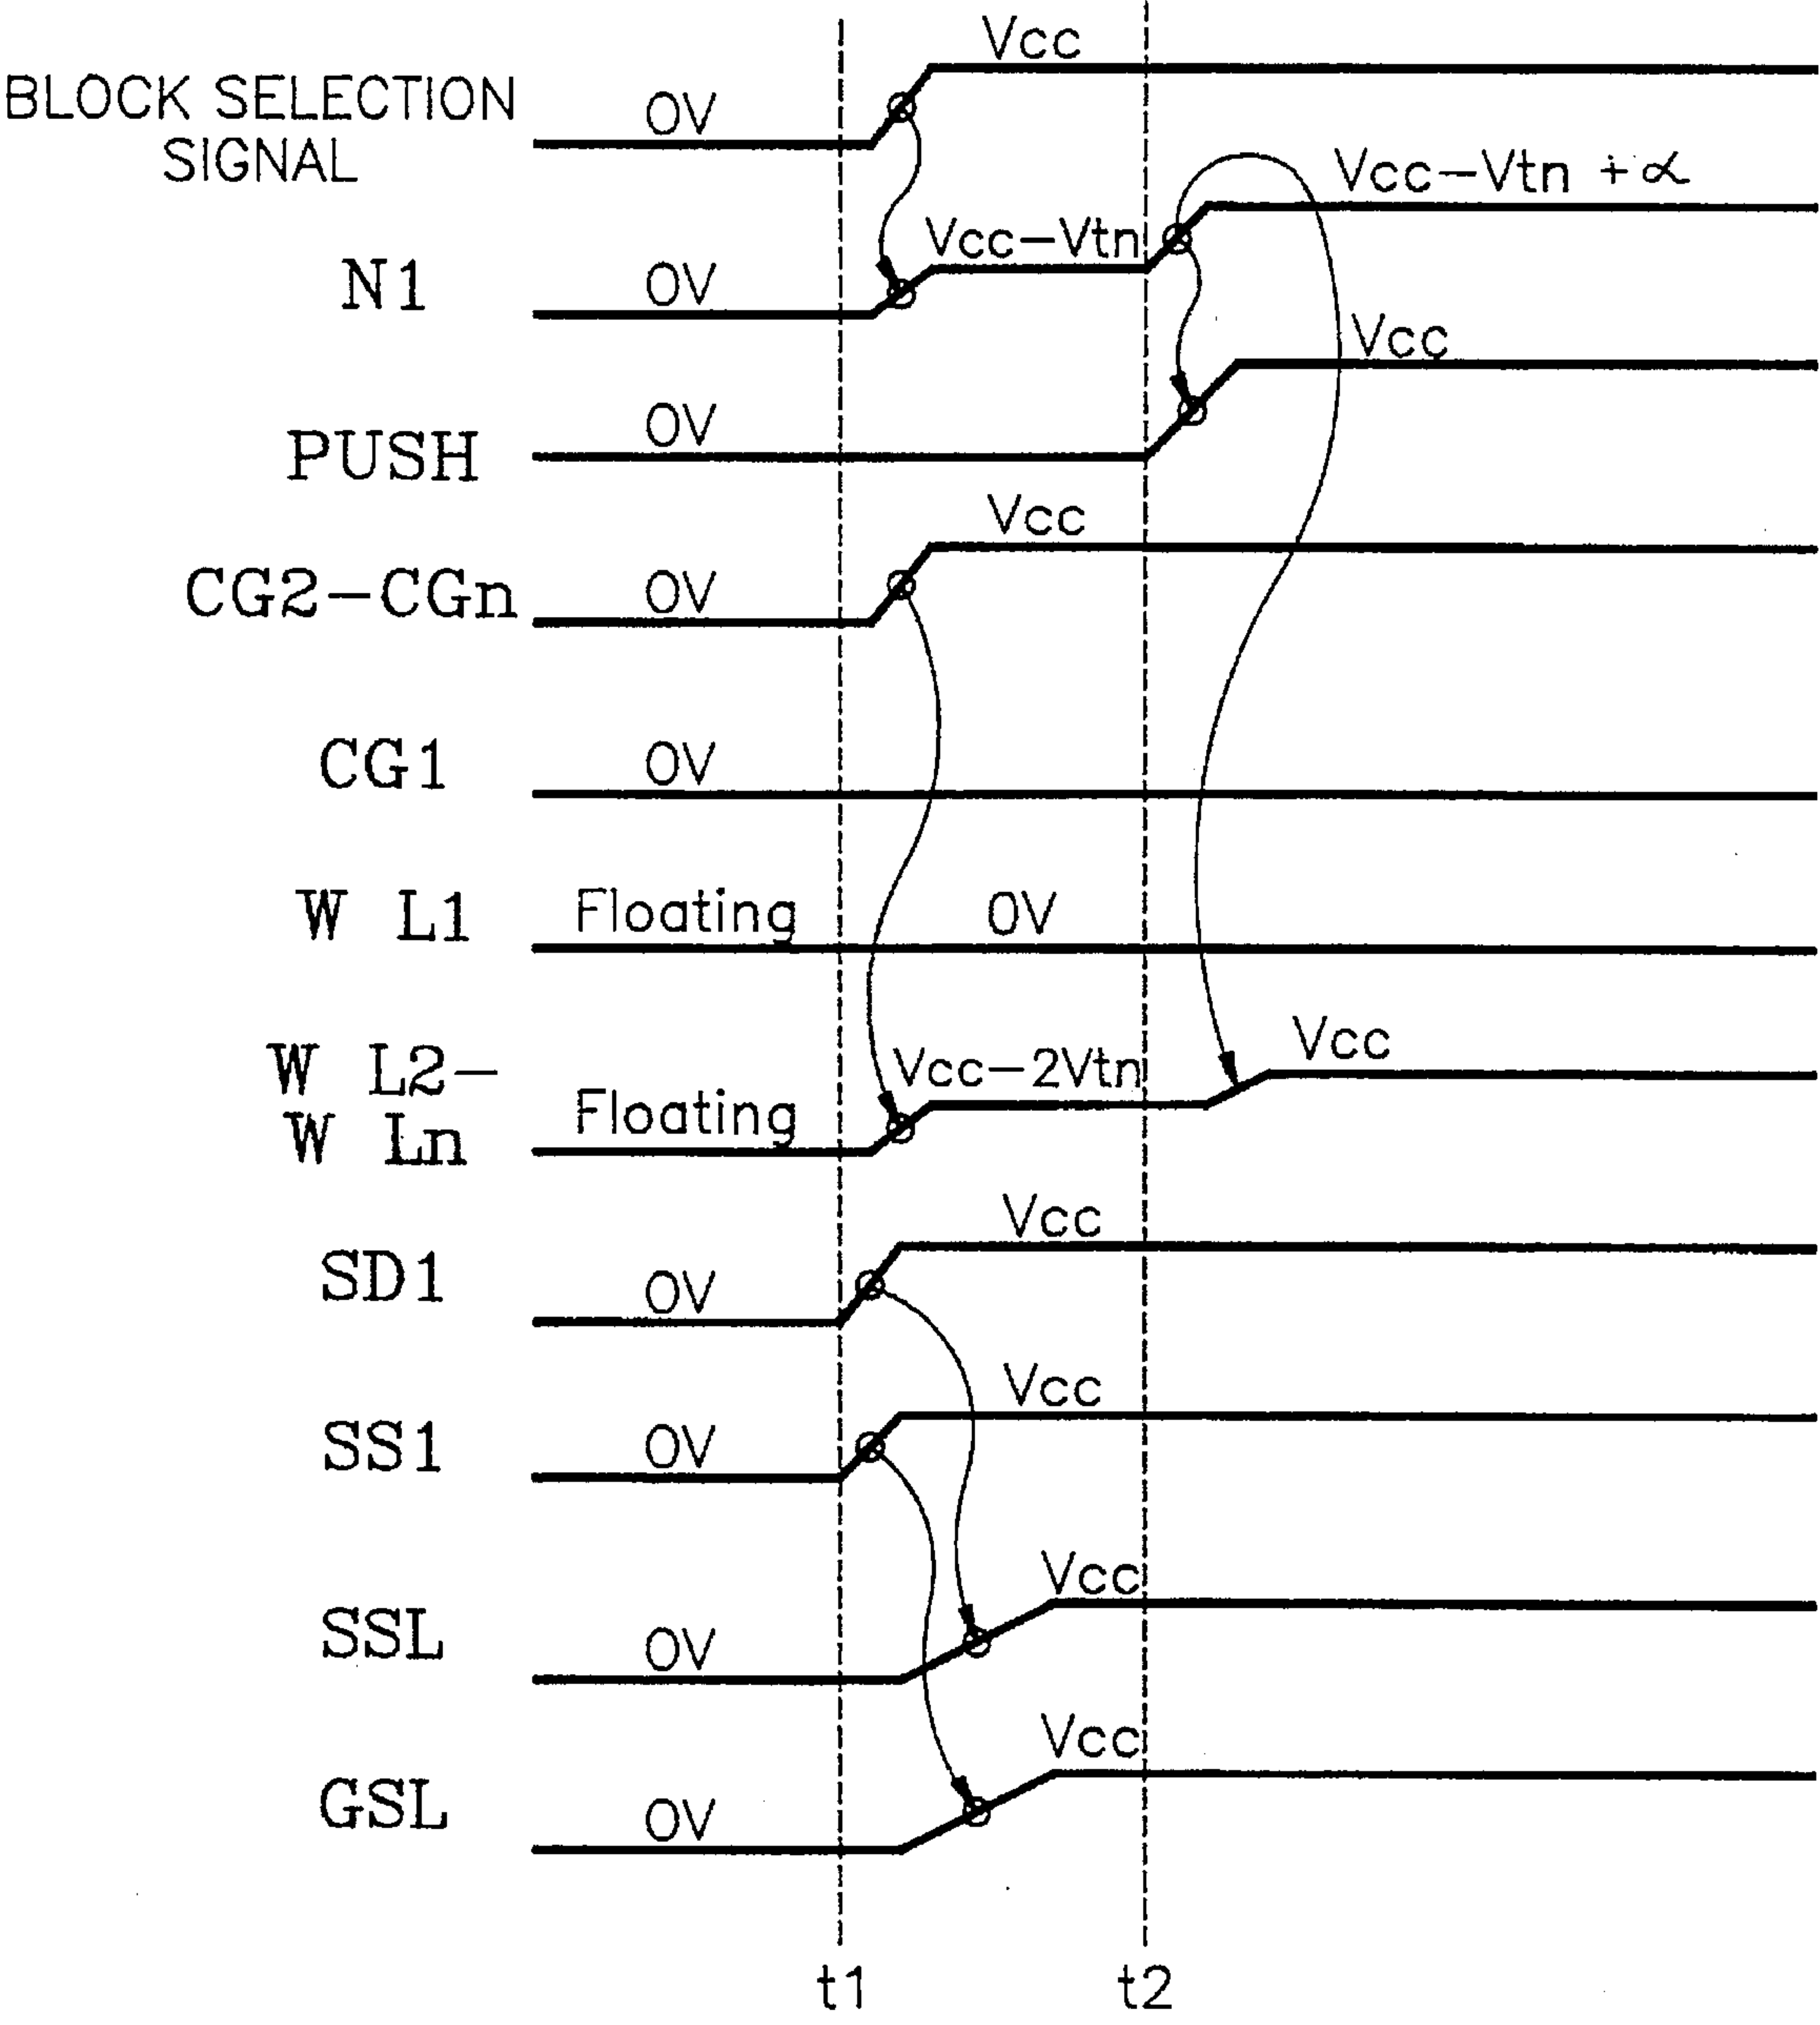 Vcc
BLOCK SELECTION
SIGNAL
0V
Vcc-Vtn +α
N1
0V
Vcc-Vtn
Vcc
PUSH
0V
Vcc
CG2-CGn
0V
CG1
0V
W L1
Floating
0V
W L2-
W Ln
Floating
Vcc-2Vtn
Vcc
SD1
0V
Vcc
SS1
0V
Vcc
SSL
0V
Vcc
GSL
0V
Vcc
t1
t2